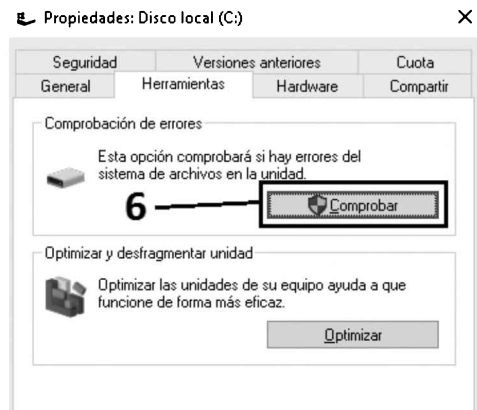 Propiedades: Disco local (C:)
Seguridad Versiones anteriores Cuota
General Herramientas Hardware Compartir
Comprobación de errores
Esta opción comprobará si hay errores del
sistema de archivos en la unidad.
6
Comprobar
Optimizar y desfragmentar unidad
Optimizar las unidades de su equipo ayuda a que
funcione de forma más eficaz.
Optimizar